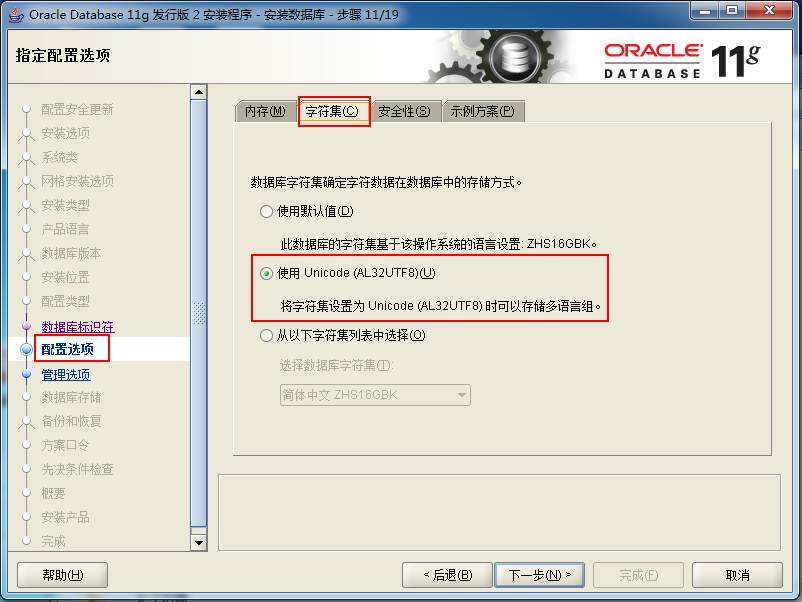 Oracle Database 11g 发行版 2 安装程序 - 安装数据库 - 步骤 11/19
指定配置选项
ORACLE
DATABASE
11g
配置安全更新
安装选项
系统类
网格安装选项
安装类型
产品语言
数据库版本
安装位置
配置类型
数据库标识符
配置选项
管理选项
数据库存储
备份和恢复
方案口令
先决条件检查
概要
安装产品
完成
内存(M) 字符集(C) 安全性(S) 示例方案(P)
数据库字符集确定字符数据在数据库中的存储方式。
使用默认值(D)
此数据库的字符集基于该操作系统的语言设置: ZHS16GBK。
使用 Unicode (AL32UTF8)(U)
将字符集设置为 Unicode (AL32UTF8) 时可以存储多语言组。
从以下字符集列表中选择(O)
选择数据库字符集(T):
简体中文 ZHS16GBK
帮助(H) < 后退(B) 下一步(N) > 完成(F) 取消